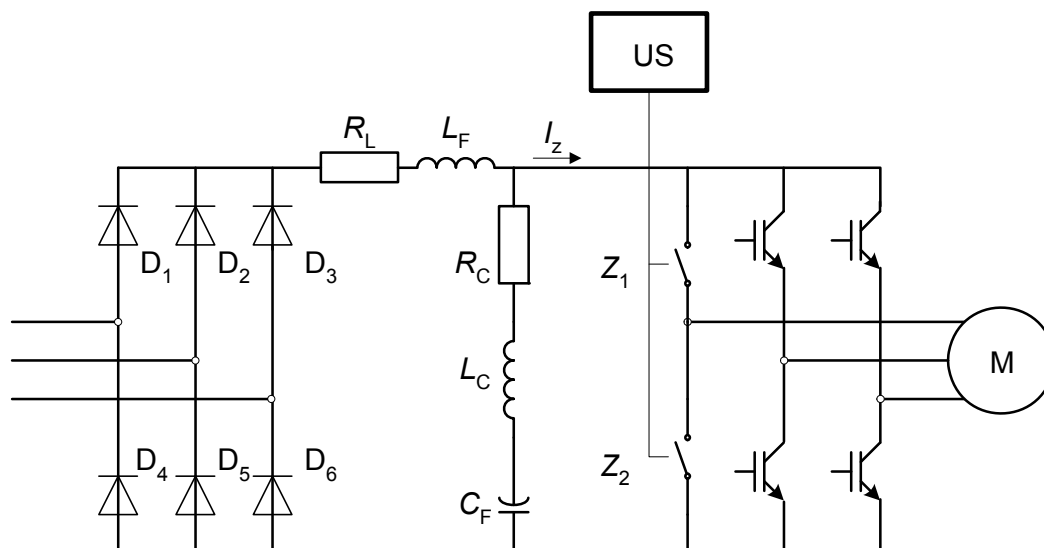 US
R_L
L_F
I_z
D_1
D_2
D_3
R_C
Z_1
L_C
M
D_4
D_5
D_6
Z_2
C_F